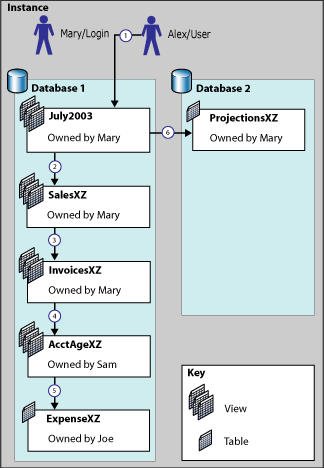 Instance
Mary/Login
1
Alex/User
Database 1
Database 2
July2003
Owned by Mary
6
ProjectionsXZ
Owned by Mary
2
SalesXZ
Owned by Mary
3
InvoicesXZ
Owned by Mary
4
AcctAgeXZ
Owned by Sam
5
ExpenseXZ
Owned by Joe
Key
View
Table